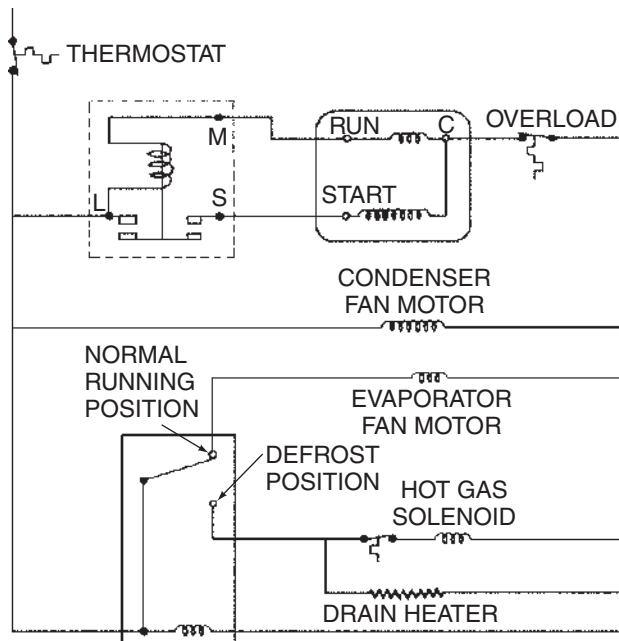 THERMOSTAT
M
RUN
C
OVERLOAD
L
S
START
CONDENSER
FAN MOTOR
NORMAL
RUNNING
POSITION
EVAPORATOR
FAN MOTOR
DEFROST
POSITION
HOT GAS
SOLENOID
DRAIN HEATER